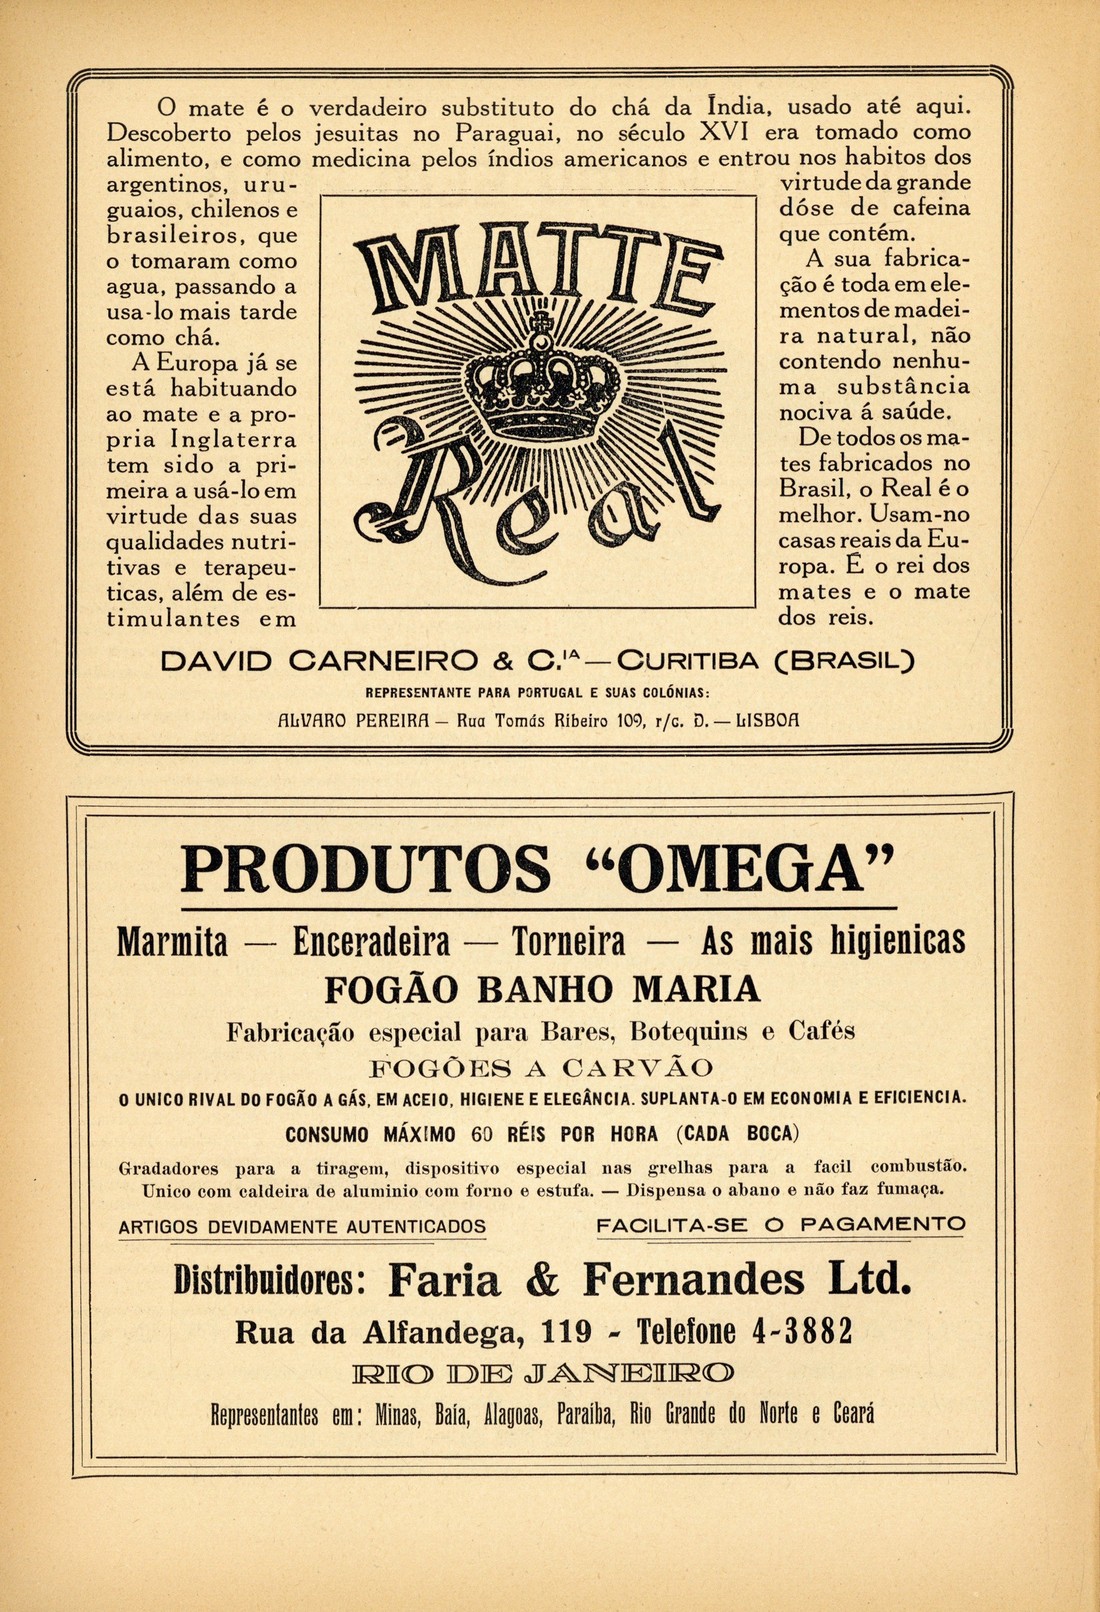 O mate é o verdadeiro substituto do chá da Índia, usado até aqui.
Descoberto pelos jesuitas no Paraguai, no século XVI era tomado como
alimento, e como medicina pelos índios americanos e entrou nos habitos dos
argentinos, uru-
guaios, chilenos e
brasileiros, que
o tomaram como
agua, passando a
usa-lo mais tarde
como chá.
A Europa já se
está habituando
ao mate e a pro-
pria Inglaterra
tem sido a pri-
meira a usá-lo em
virtude das suas
qualidades nutri-
tivas e terapeu-
ticas, além de es-
timulantes em
MATTE
Real
virtude da grande
dóse de cafeina
que contém.
A sua fabrica-
ção é toda em ele-
mentos de madei-
ra natural, não
contendo nenhu-
ma substância
nociva á saúde.
De todos os ma-
tes fabricados no
Brasil, o Real é o
melhor. Usam-no
casas reais da Eu-
ropa. É o rei dos
mates e o mate
dos reis.
DAVID CARNEIRO & C.IA — CURITIBA (BRASIL)
REPRESENTANTE PARA PORTUGAL E SUAS COLÓNIAS:
ALVARO PEREIRA — Rua Tomás Ribeiro 109, r/c. D. — LISBOA
PRODUTOS “OMEGA”
Marmita — Enceradeira — Torneira — As mais higienicas
FOGÃO BANHO MARIA
Fabricação especial para Bares, Botequins e Cafés
FOGÕES A CARVÃO
O UNICO RIVAL DO FOGÃO A GÁS, EM ACEIO, HIGIENE E ELEGÂNCIA. SUPLANTA-O EM ECONOMIA E EFICIENCIA.
CONSUMO MÁXIMO 60 RÉIS POR HORA (CADA BOCA)
Gradadores para a tiragem, dispositivo especial nas grelhas para a facil combustão.
Unico com caldeira de aluminio com forno e estufa. — Dispensa o abano e não faz fumaça.
ARTIGOS DEVIDAMENTE AUTENTICADOS FACILITA-SE O PAGAMENTO
Distribuidores: Faria & Fernandes Ltd.
Rua da Alfandega, 119 - Telefone 4-3882
RIO DE JANEIRO
Representantes em: Minas, Baía, Alagoas, Paraíba, Rio Grande do Norte e Ceará